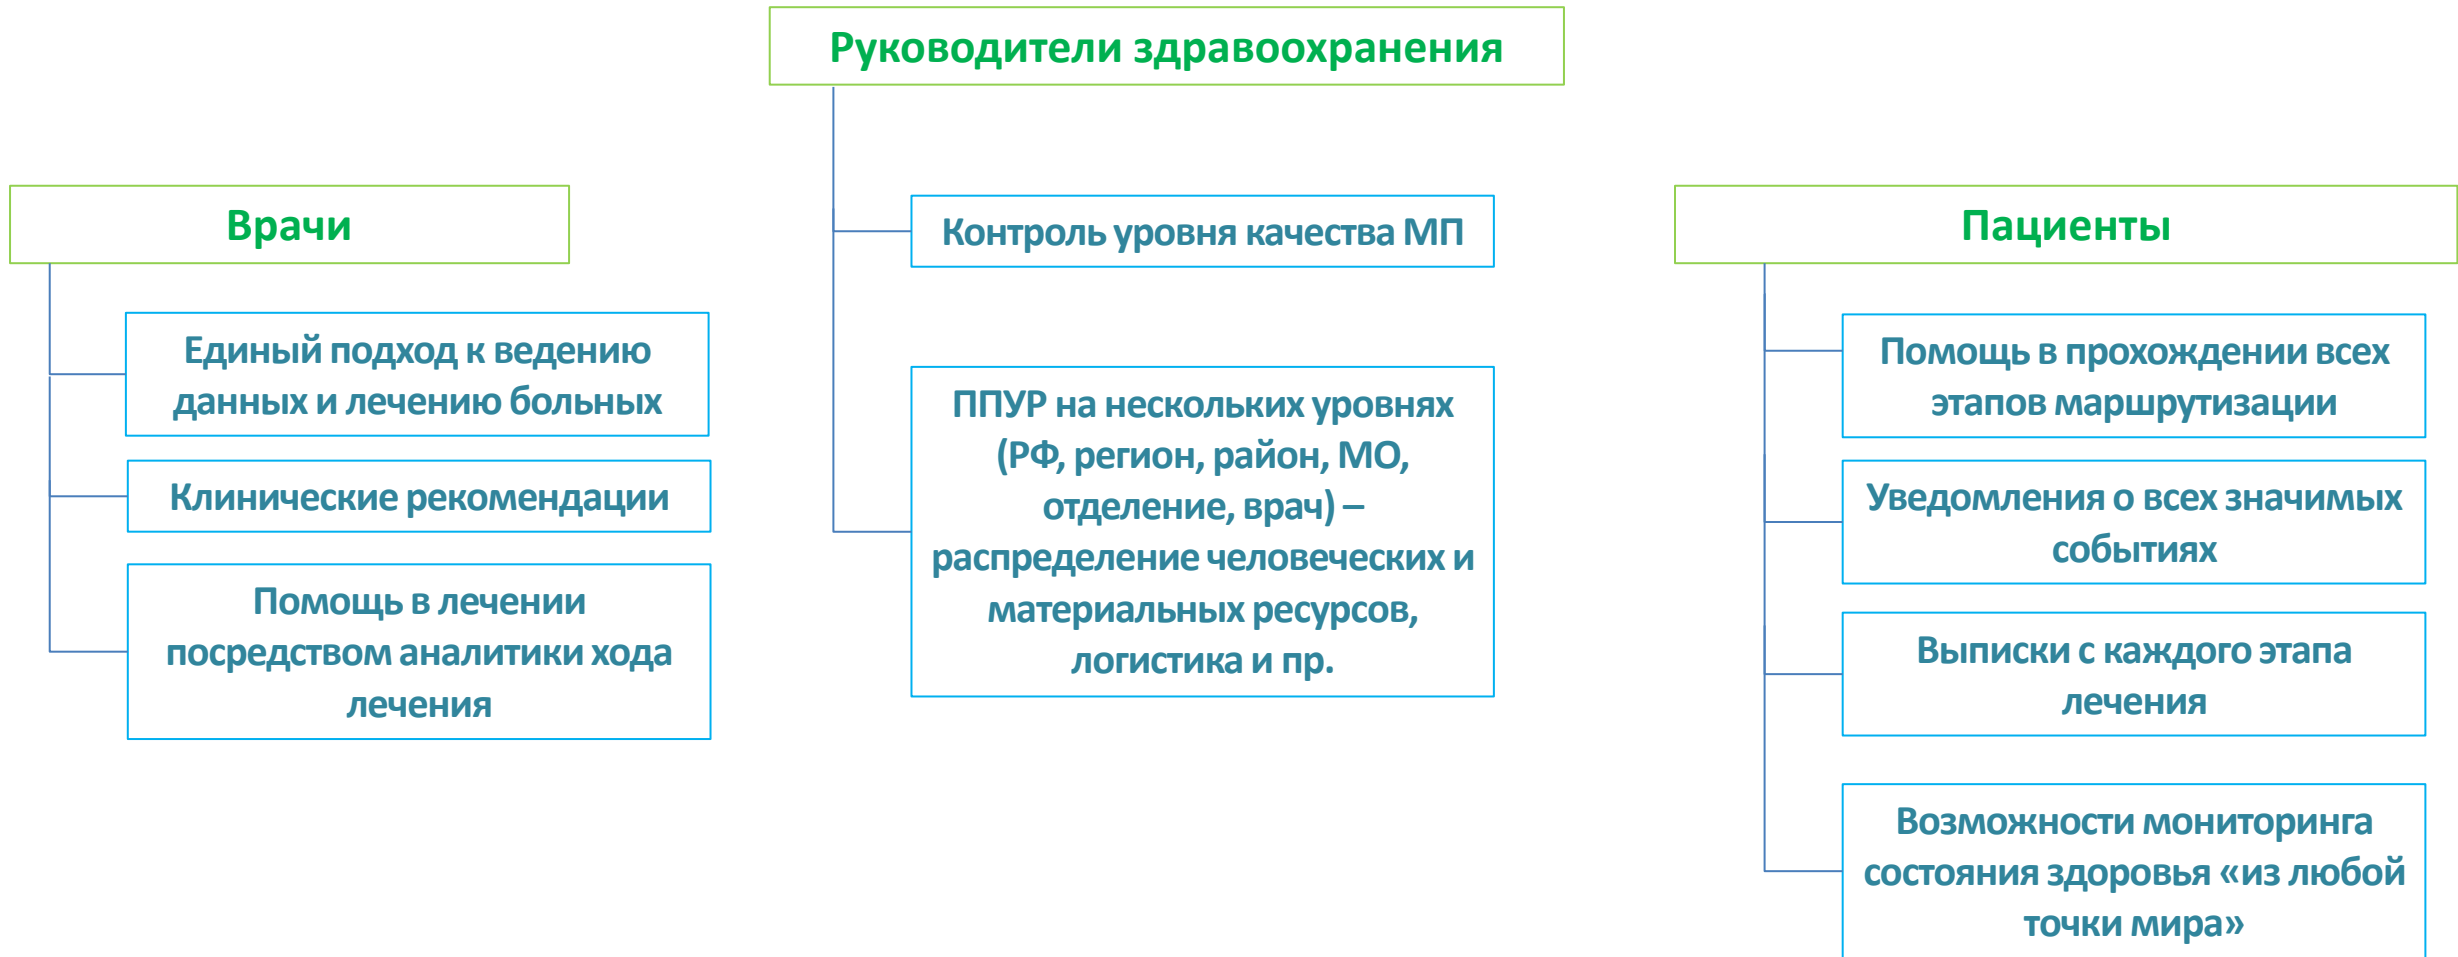 Руководители здравоохранения
Контроль уровня качества МП
ППУР на нескольких уровнях
(РФ, регион, район, МО,
отделение, врач) –
распределение человеческих и
материальных ресурсов,
логистика и пр.
Врачи
Единый подход к ведению
данных и лечению больных
Клинические рекомендации
Помощь в лечении
посредством аналитики хода
лечения
Пациенты
Помощь в прохождении всех
этапов маршрутизации
Уведомления о всех значимых
событиях
Выписки с каждого этапа
лечения
Возможности мониторинга
состояния здоровья «из любой
точки мира»